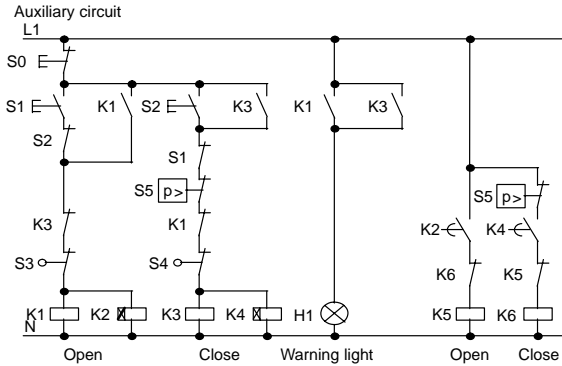 Auxiliary circuit
L1
S0
S1 K1 S2 K3 K1 K3
S2
S1
S5 p> S5 p>
K3 K1 K2 K4
S3 S4 K6 K5
K1 K2 K3 K4 H1 K5 K6
N
Open Close Warning light Open Close